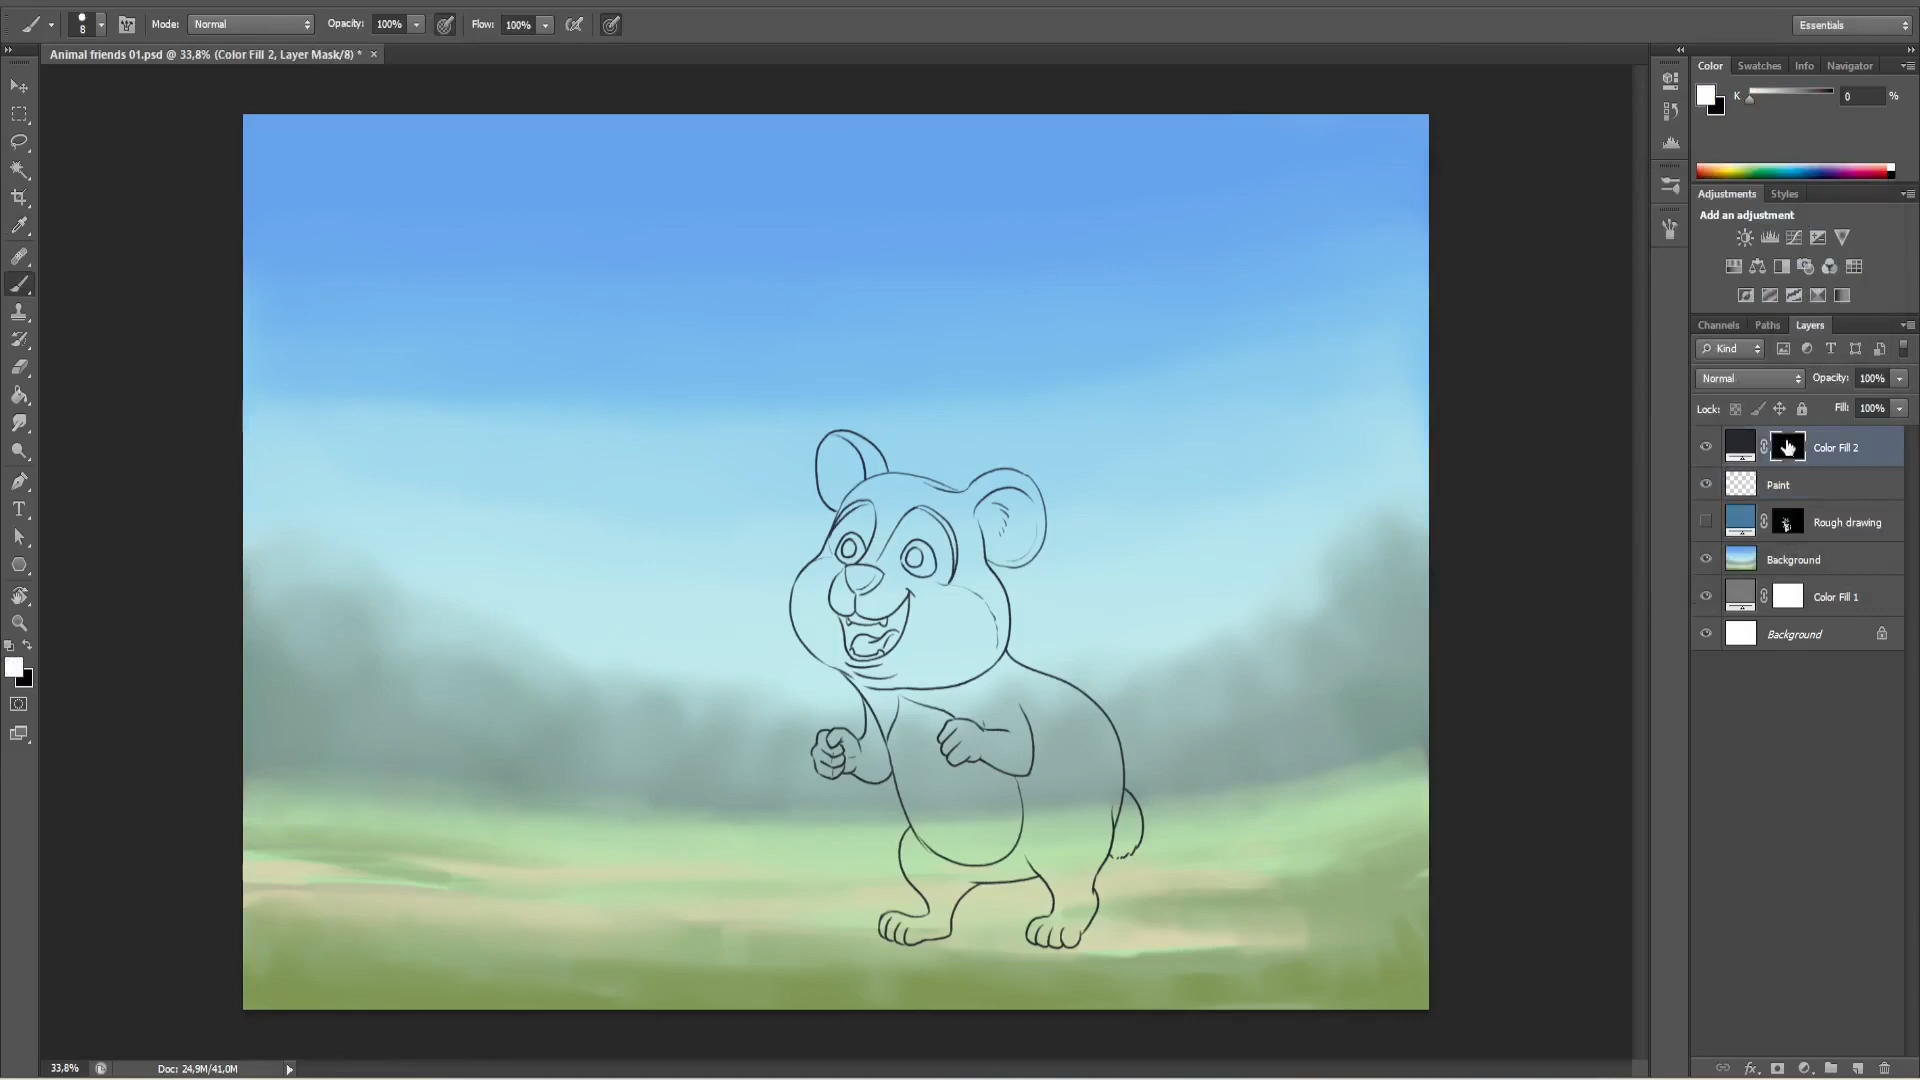 8 Mode: Normal Opacity: 100% Flow: 100% Essentials
Animal friends 01.psd @ 33,8% (Color Fill 2, Layer Mask/8) * ×
Color Swatches Info Navigator
K 0 %
Adjustments Styles
Add an adjustment
Channels Paths Layers
Kind
Normal Opacity: 100%
Lock: Fill: 100%
Color Fill 2
Paint
Rough drawing
Background
Color Fill 1
Background
33,8% Doc: 24,9M/41,0M